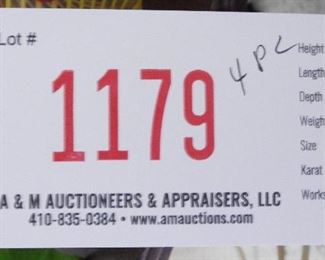 Lot #
1179
4 pc
A & M AUCTIONEERS & APPRAISERS, LLC
410-835-0384 • www.amauctions.com
Height
Length
Depth
Weigh
Size
Karat
Works